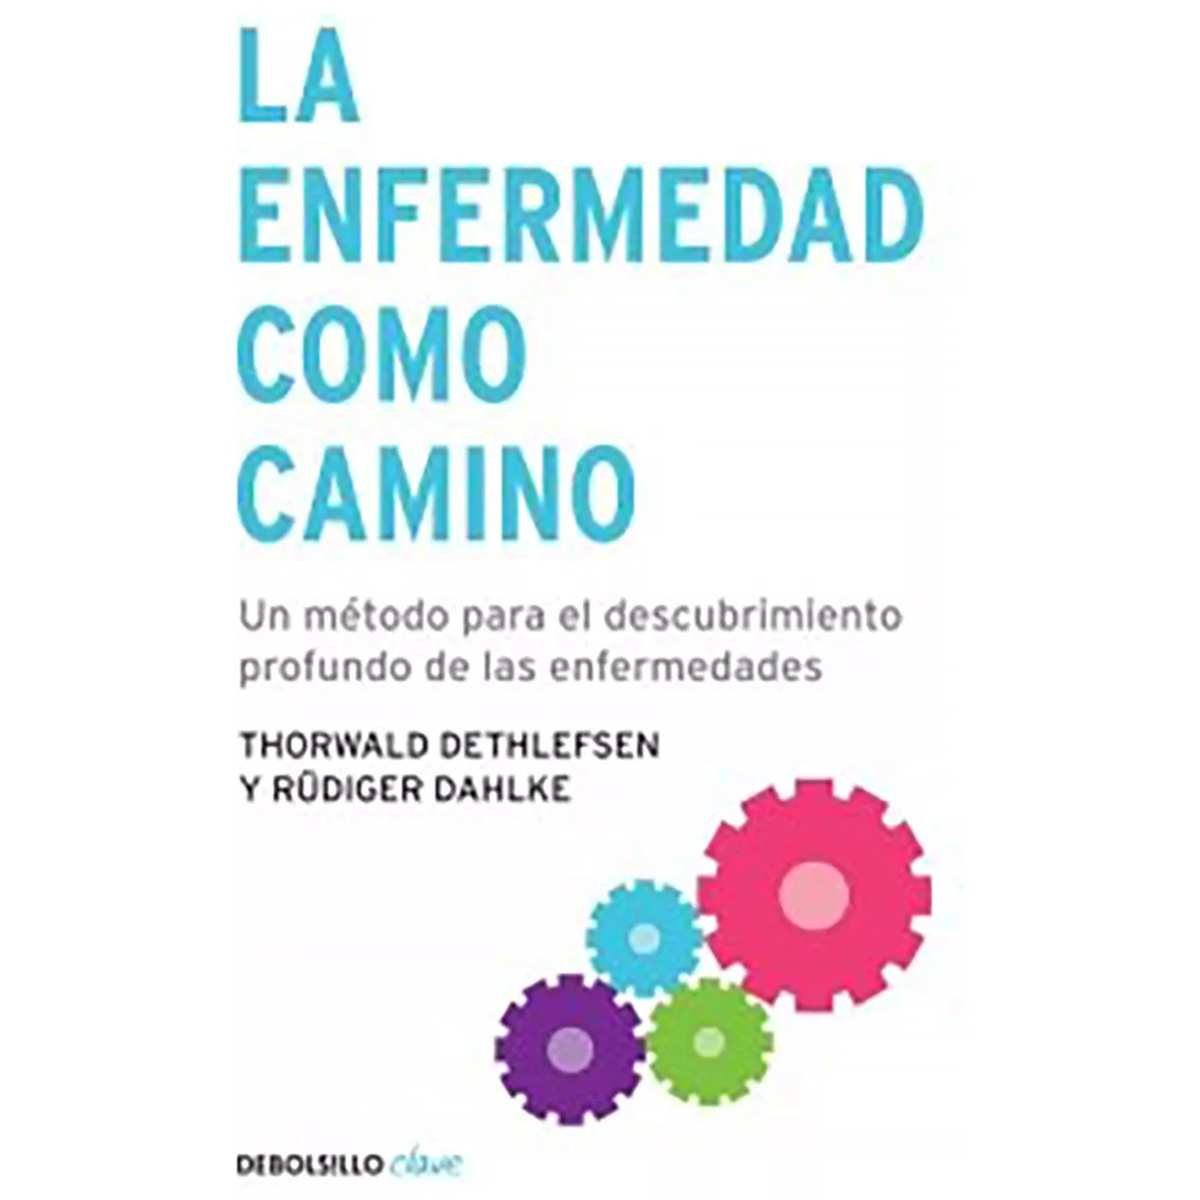 LA
ENFERMEDAD
COMO
CAMINO
Un método para el descubrimiento
profundo de las enfermedades
THORWALD DETHLEFSEN
Y RÜDIGER DAHLKE
DEBOLSILLO clave